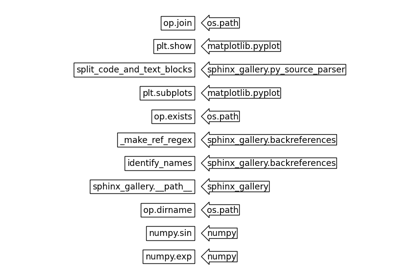 op.join os.path
plt.show matplotlib.pyplot
split_code_and_text_blocks sphinx_gallery.py_source_parser
plt.subplots matplotlib.pyplot
op.exists os.path
_make_ref_regex sphinx_gallery.backreferences
identify_names sphinx_gallery.backreferences
sphinx_gallery.__path__ sphinx_gallery
op.dirname os.path
numpy.sin numpy
numpy.exp numpy